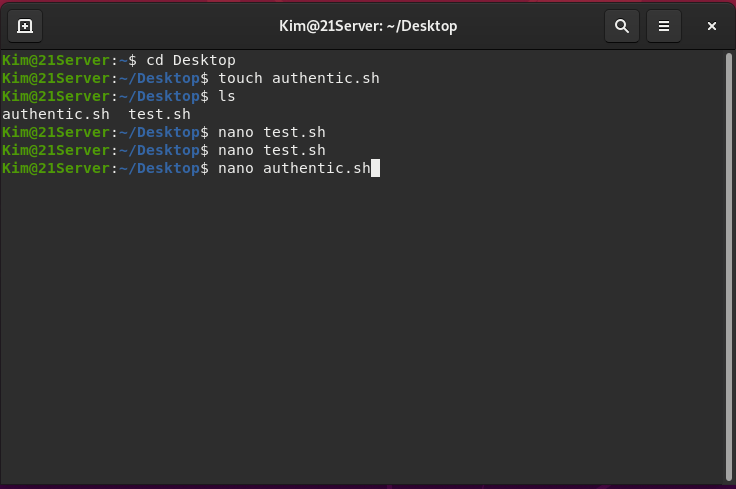 Kim@21Server: ~/Desktop
Kim@21Server:~$ cd Desktop
Kim@21Server:~/Desktop$ touch authentic.sh
Kim@21Server:~/Desktop$ ls
authentic.sh  test.sh
Kim@21Server:~/Desktop$ nano test.sh
Kim@21Server:~/Desktop$ nano test.sh
Kim@21Server:~/Desktop$ nano authentic.sh